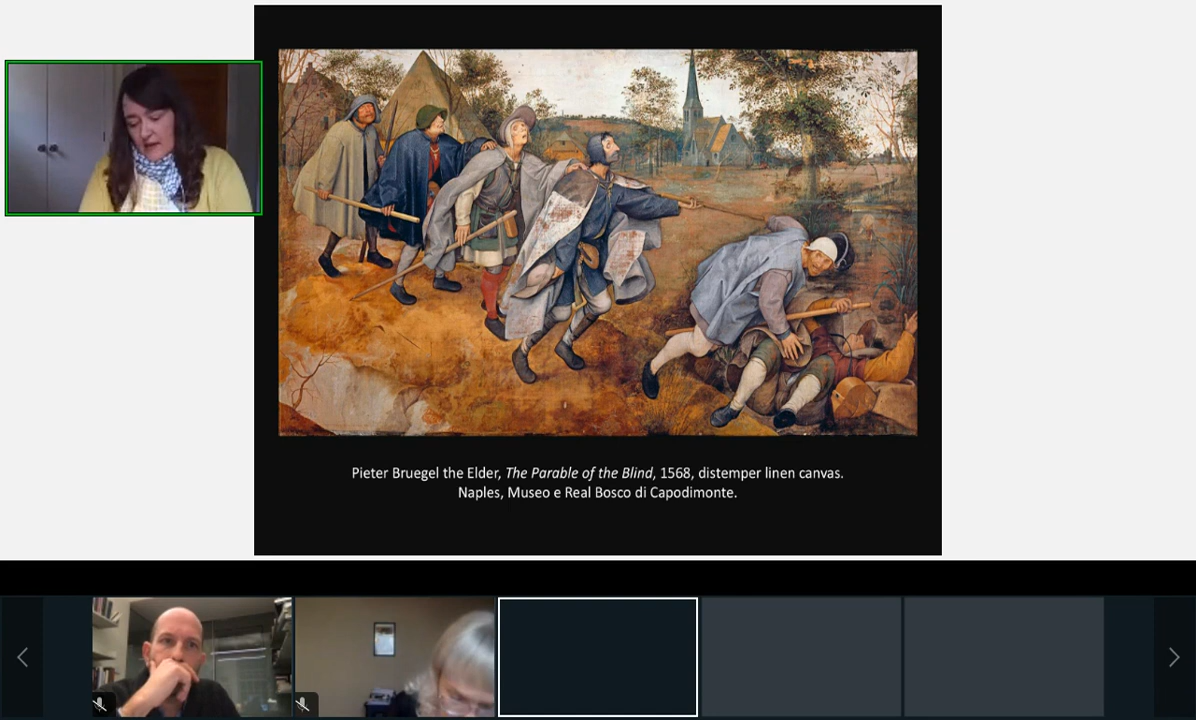 Pieter Bruegel the Elder, The Parable of the Blind, 1568, distemper linen canvas.
Naples, Museo e Real Bosco di Capodimonte.